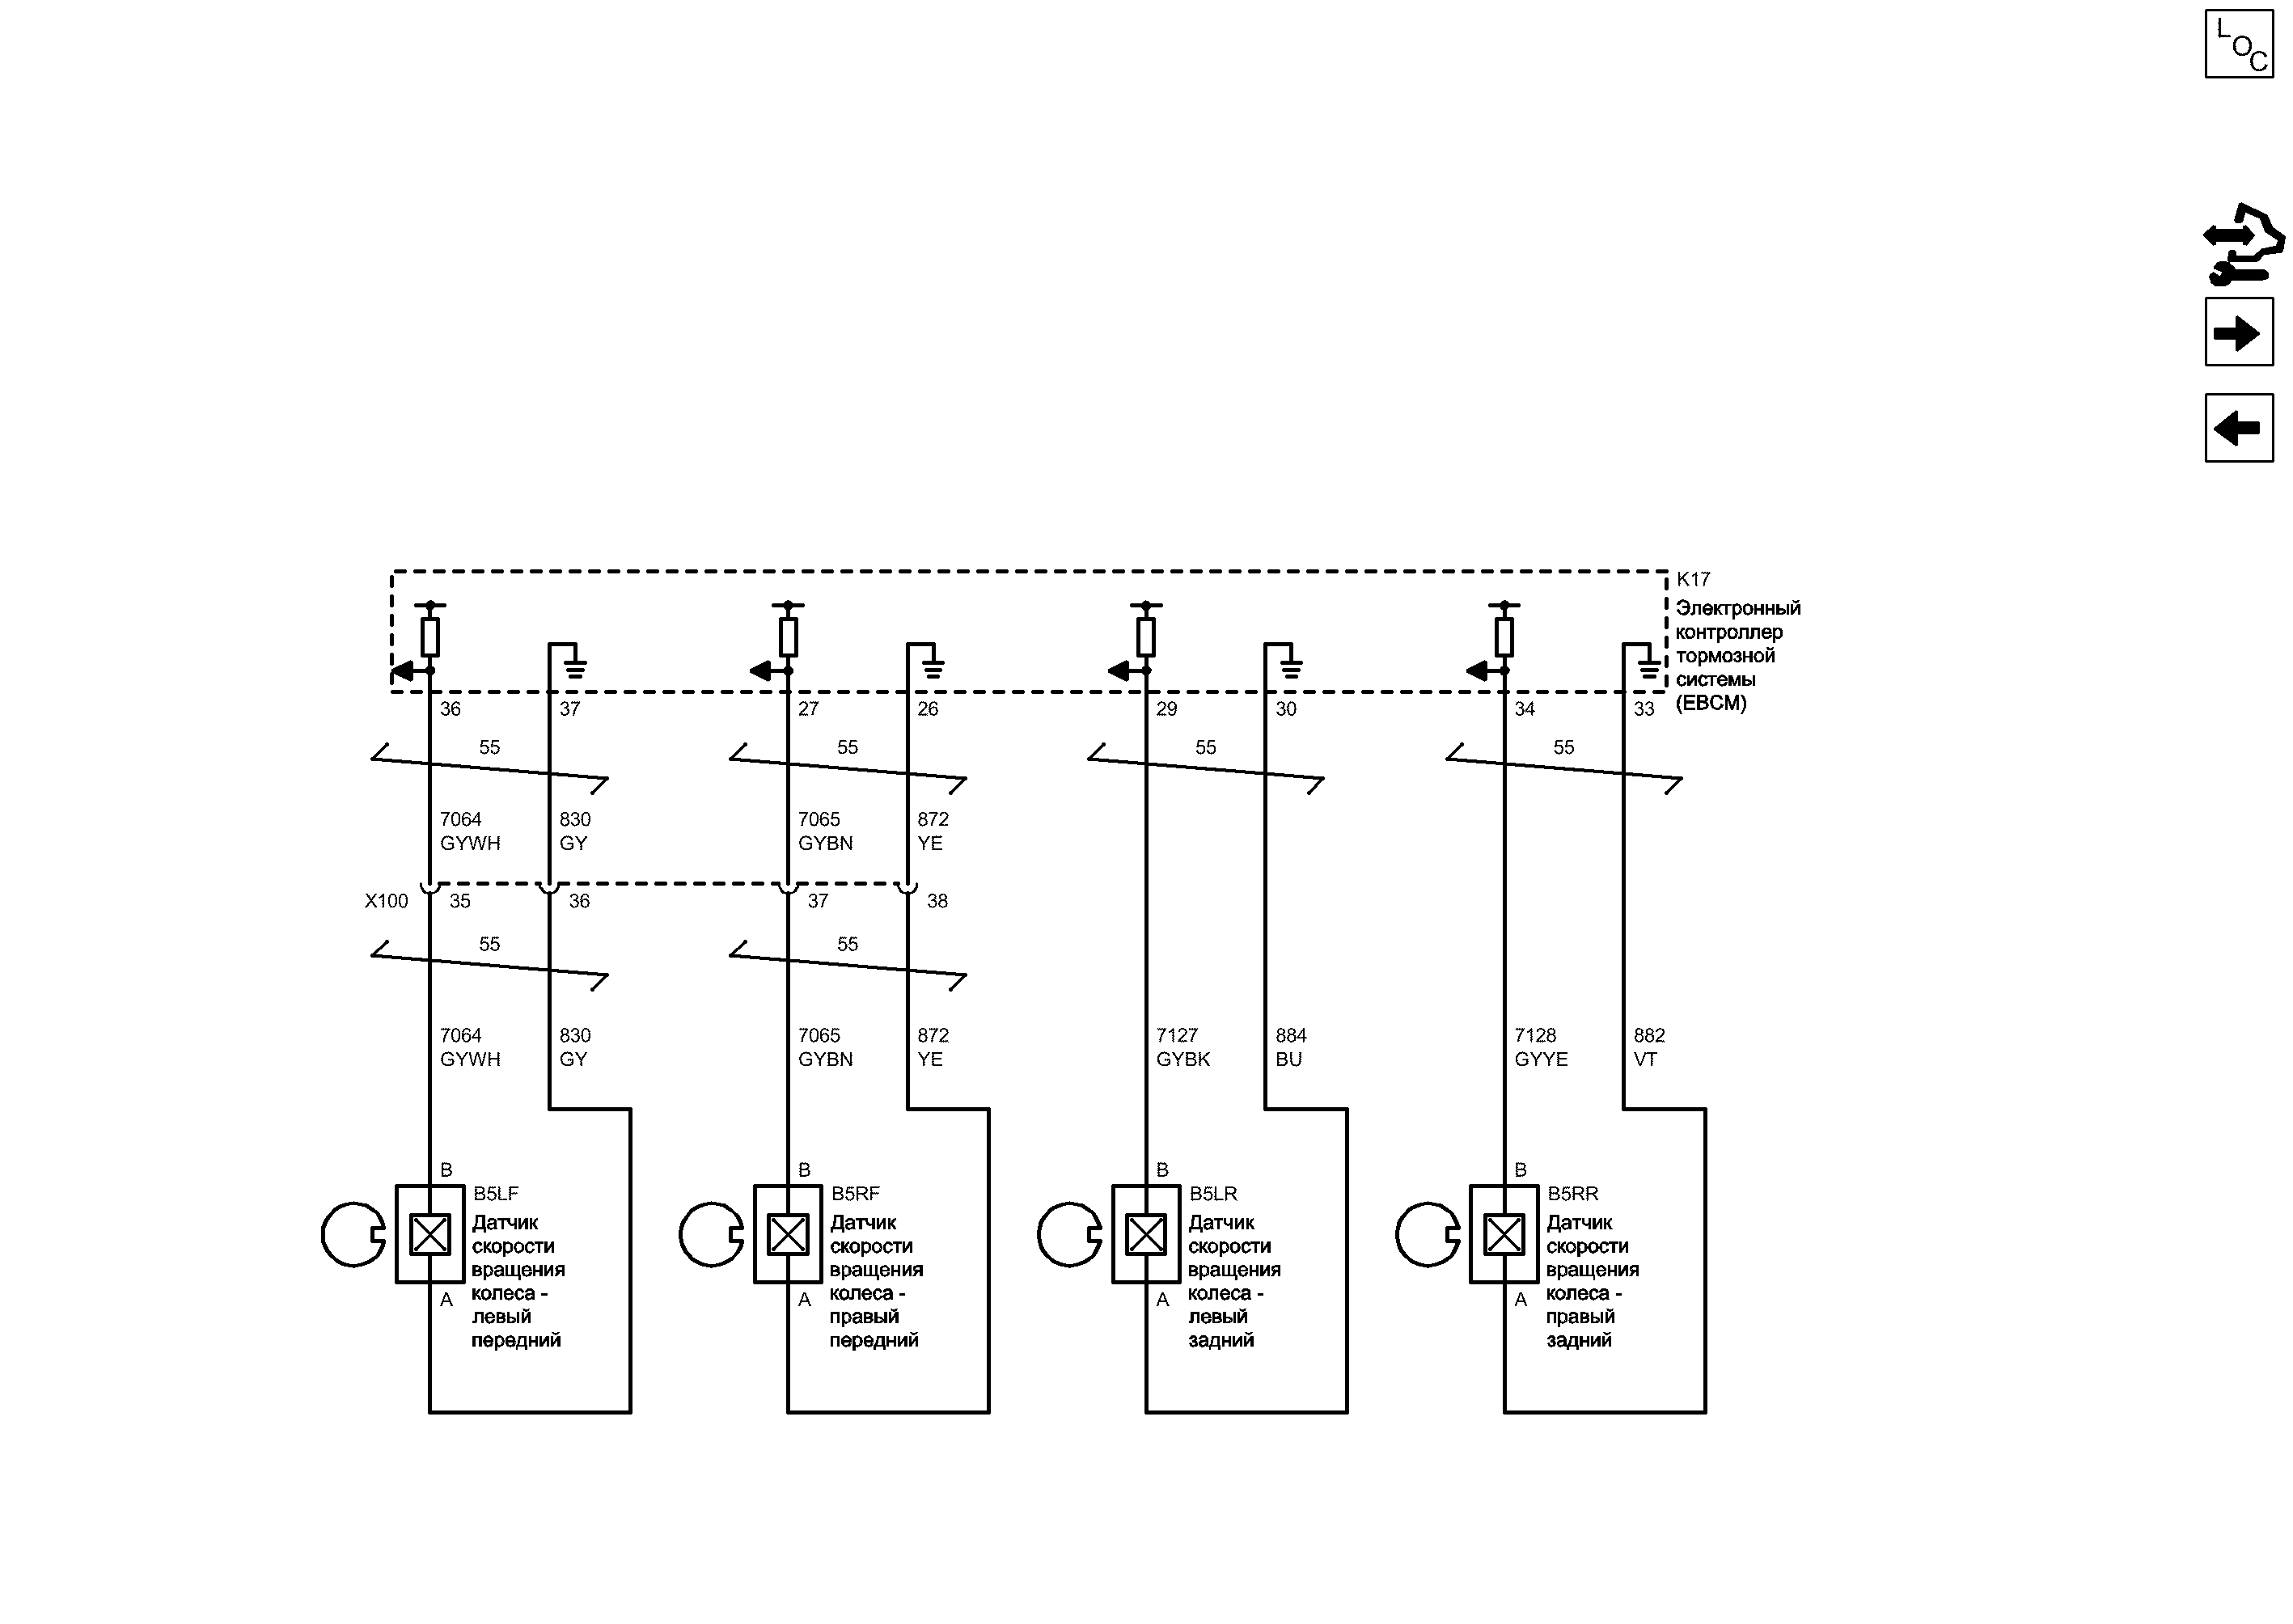 LOC
K17
Электронный
контроллер
тормозной
системы
(EBCM)
36 37 27 26 29 30 34 33
55 55 55 55
7064 830 7065 872
GYWH GY GYBN YE
X100 35 36 37 38
55 55
7064 830 7065 872 7127 884 7128 882
GYWH GY GYBN YE GYBK BU GYYE VT
B B B B
B5LF
Датчик
скорости
вращения
колеса -
левый
передний
B5RF
Датчик
скорости
вращения
колеса -
правый
передний
B5LR
Датчик
скорости
вращения
колеса -
левый
задний
B5RR
Датчик
скорости
вращения
колеса -
правый
задний
A A A A